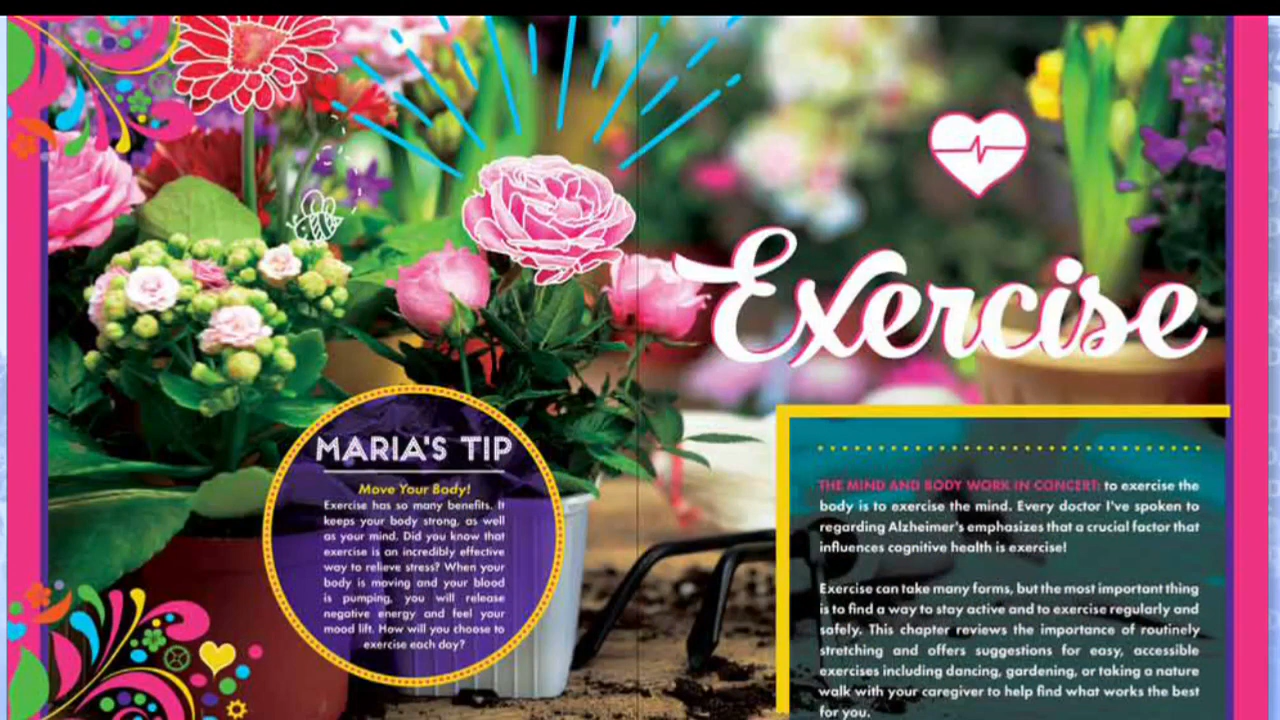 Exercise
MARIA'S TIP
Move Your Body!
Exercise has so many benefits. It
keeps your body strong, as well
as your mind. Did you know that
exercise is an incredibly effective
way to relieve stress? When your
body is moving and your blood
is pumping, you will release
negative energy and feel your
mood lift. How will you choose to
exercise each day?
THE MIND AND BODY WORK IN CONCERT: to exercise the
body is to exercise the mind. Every doctor I've spoken to
regarding Alzheimer's emphasizes that a crucial factor that
influences cognitive health is exercise!
Exercise can take many forms, but the most important thing
is to find a way to stay active and to exercise regularly and
safely. This chapter reviews the importance of routinely
stretching and offers suggestions for easy, accessible
exercises including dancing, gardening, or taking a nature
walk with your caregiver to help find what works the best
for you.